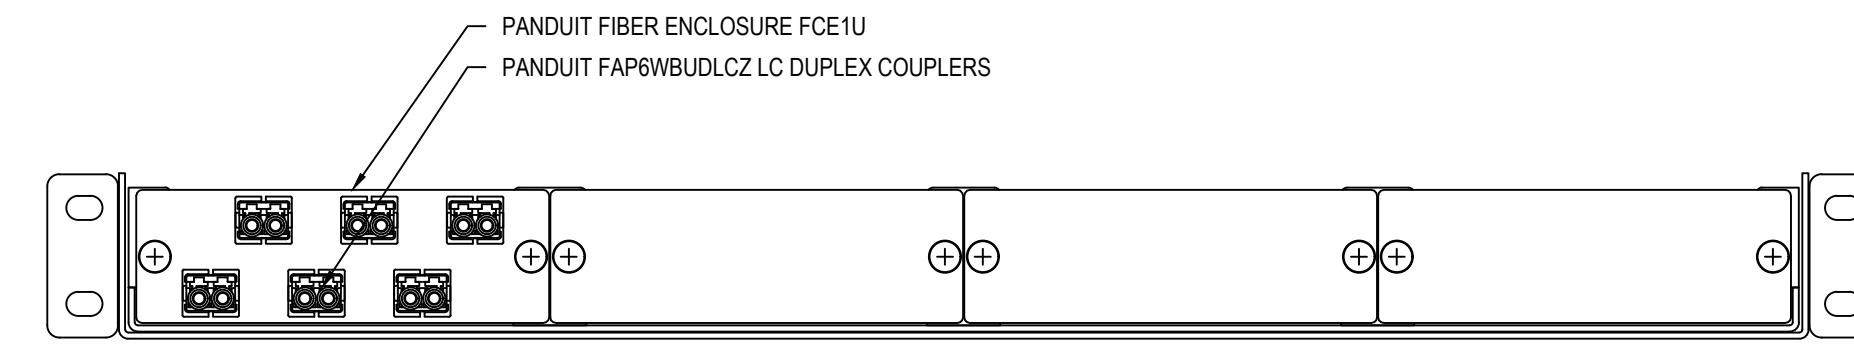 PANDUIT FIBER ENCLOSURE FCE1U
PANDUIT FAP6WBUDLCZ LC DUPLEX COUPLERS